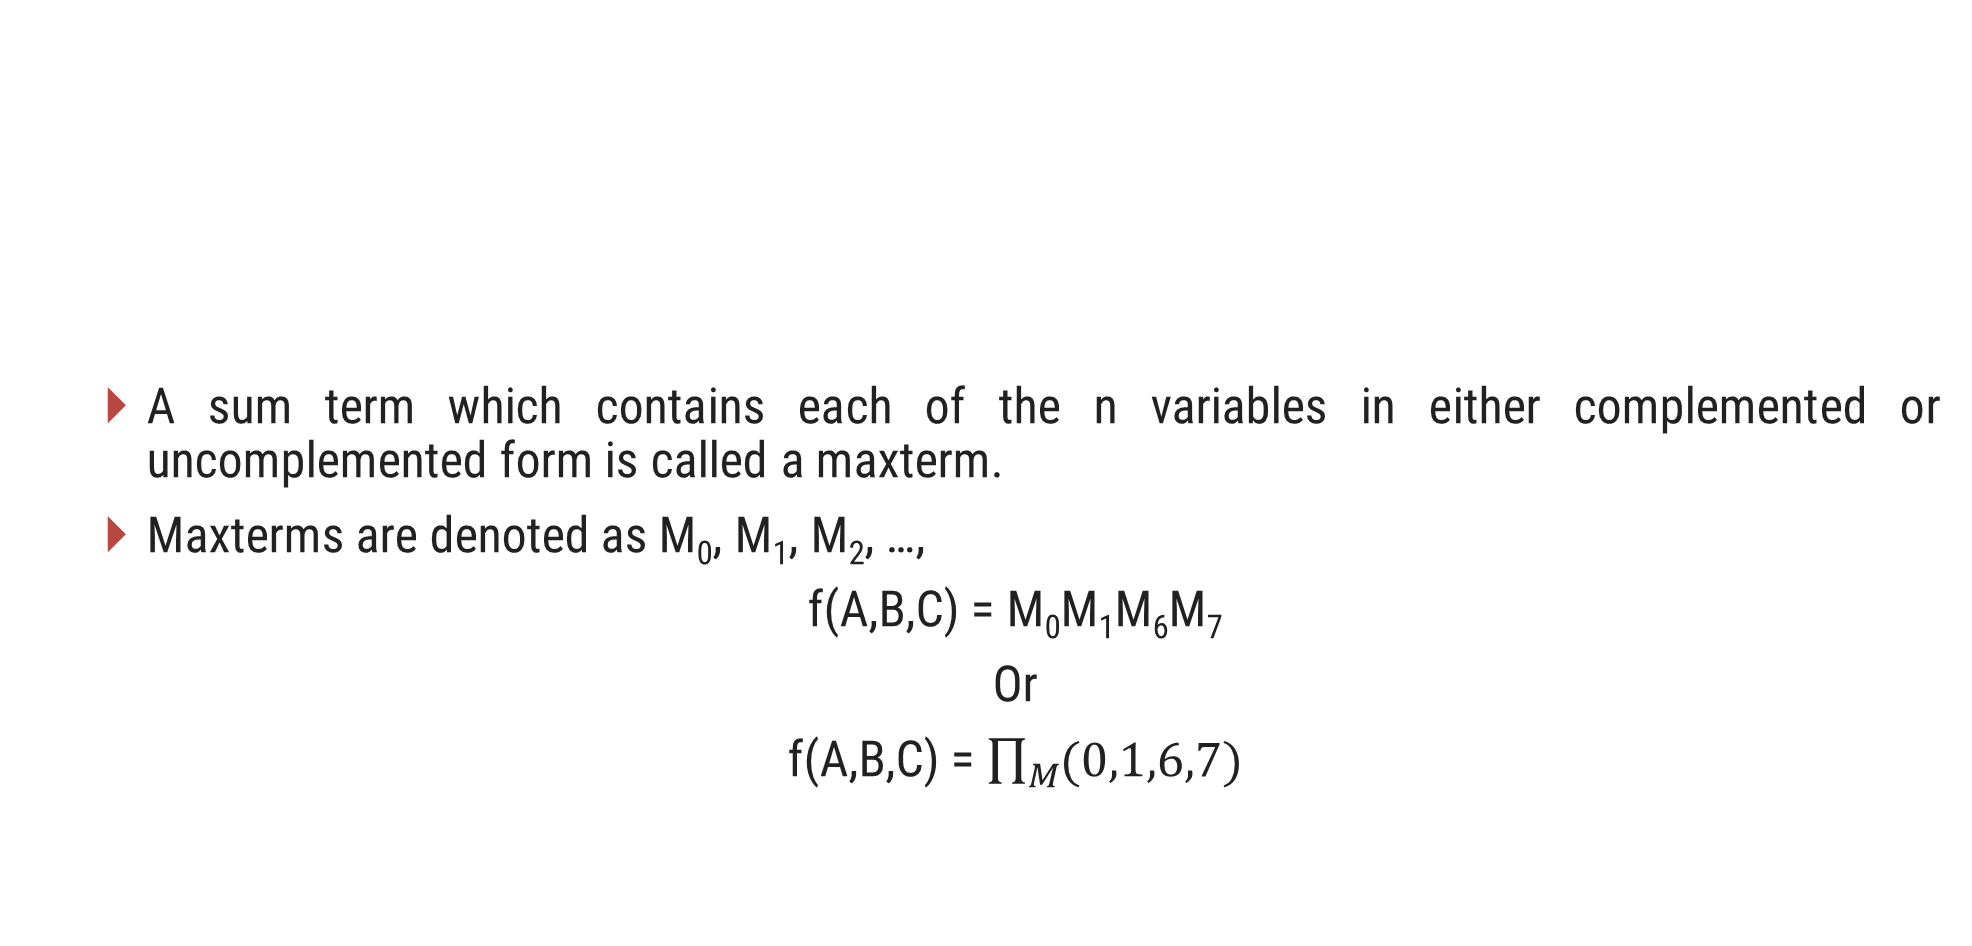 A sum term which contains each of the n variables in either complemented or
uncomplemented form is called a maxterm.
Maxterms are denoted as M₀, M₁, M₂, …,
f(A,B,C) = M₀M₁M₆M₇
Or
f(A,B,C) = ∏_M(0,1,6,7)